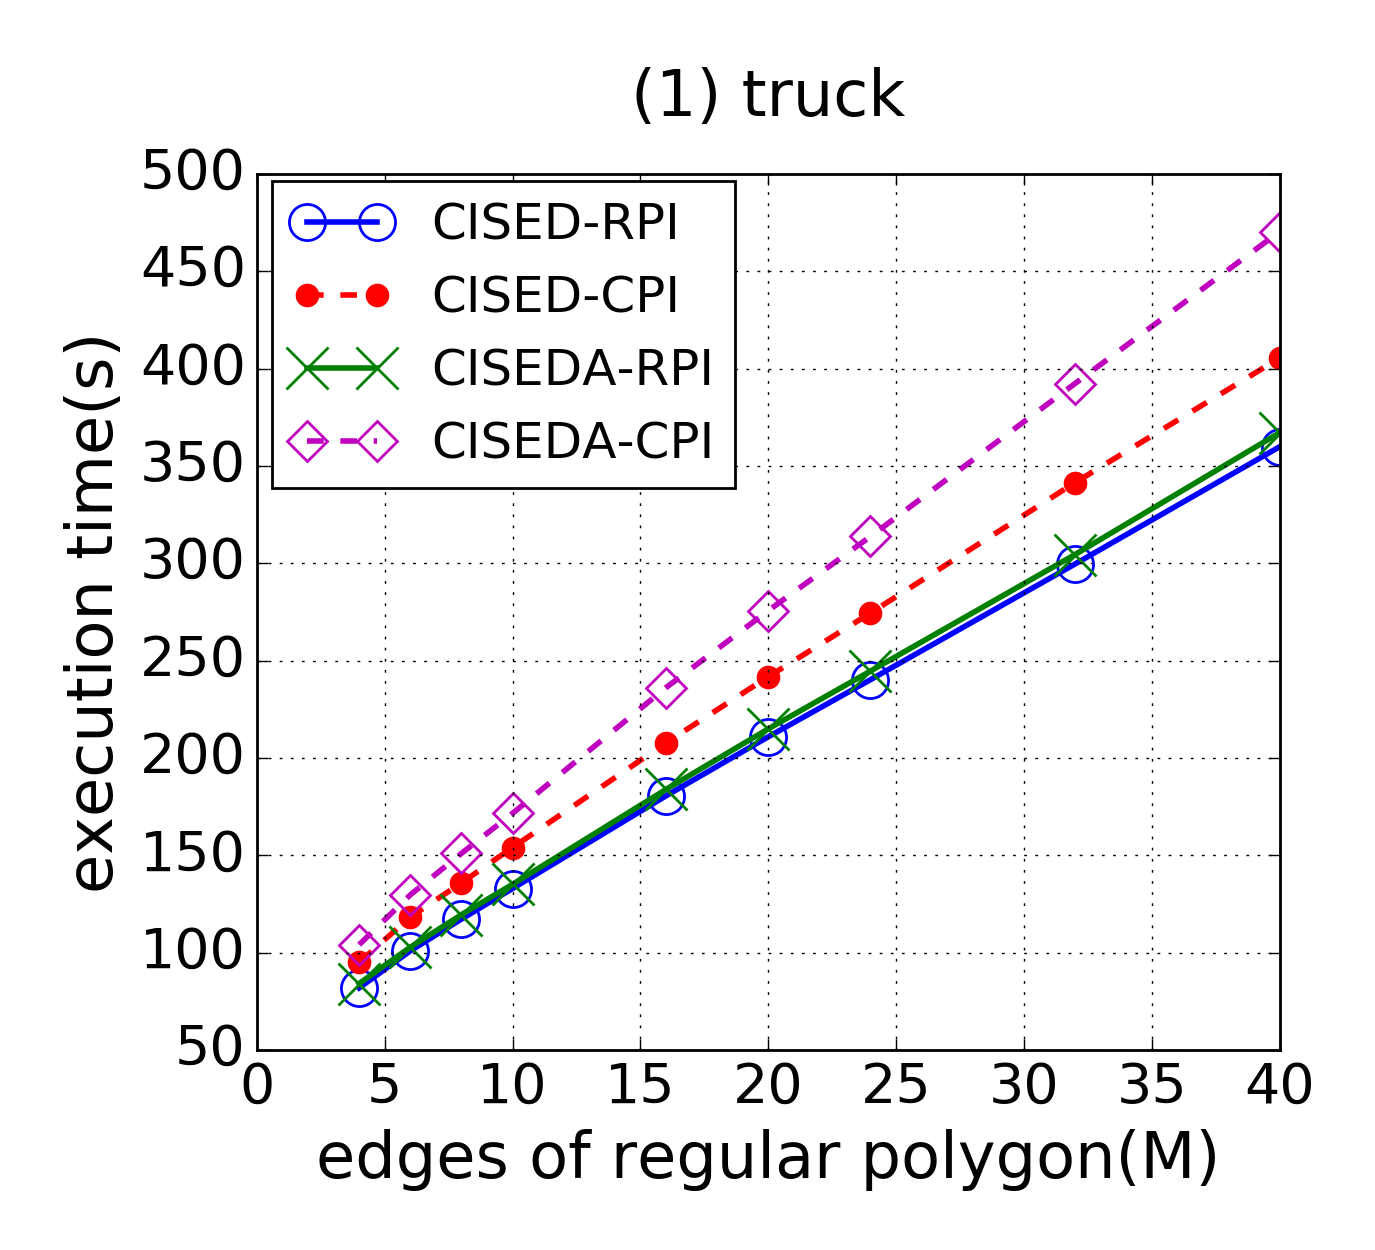 (1) truck
500
450
400
350
300
250
200
150
100
50
execution time(s)
CISED-RPI
CISED-CPI
CISEDA-RPI
CISEDA-CPI
0 5 10 15 20 25 30 35 40
edges of regular polygon(M)